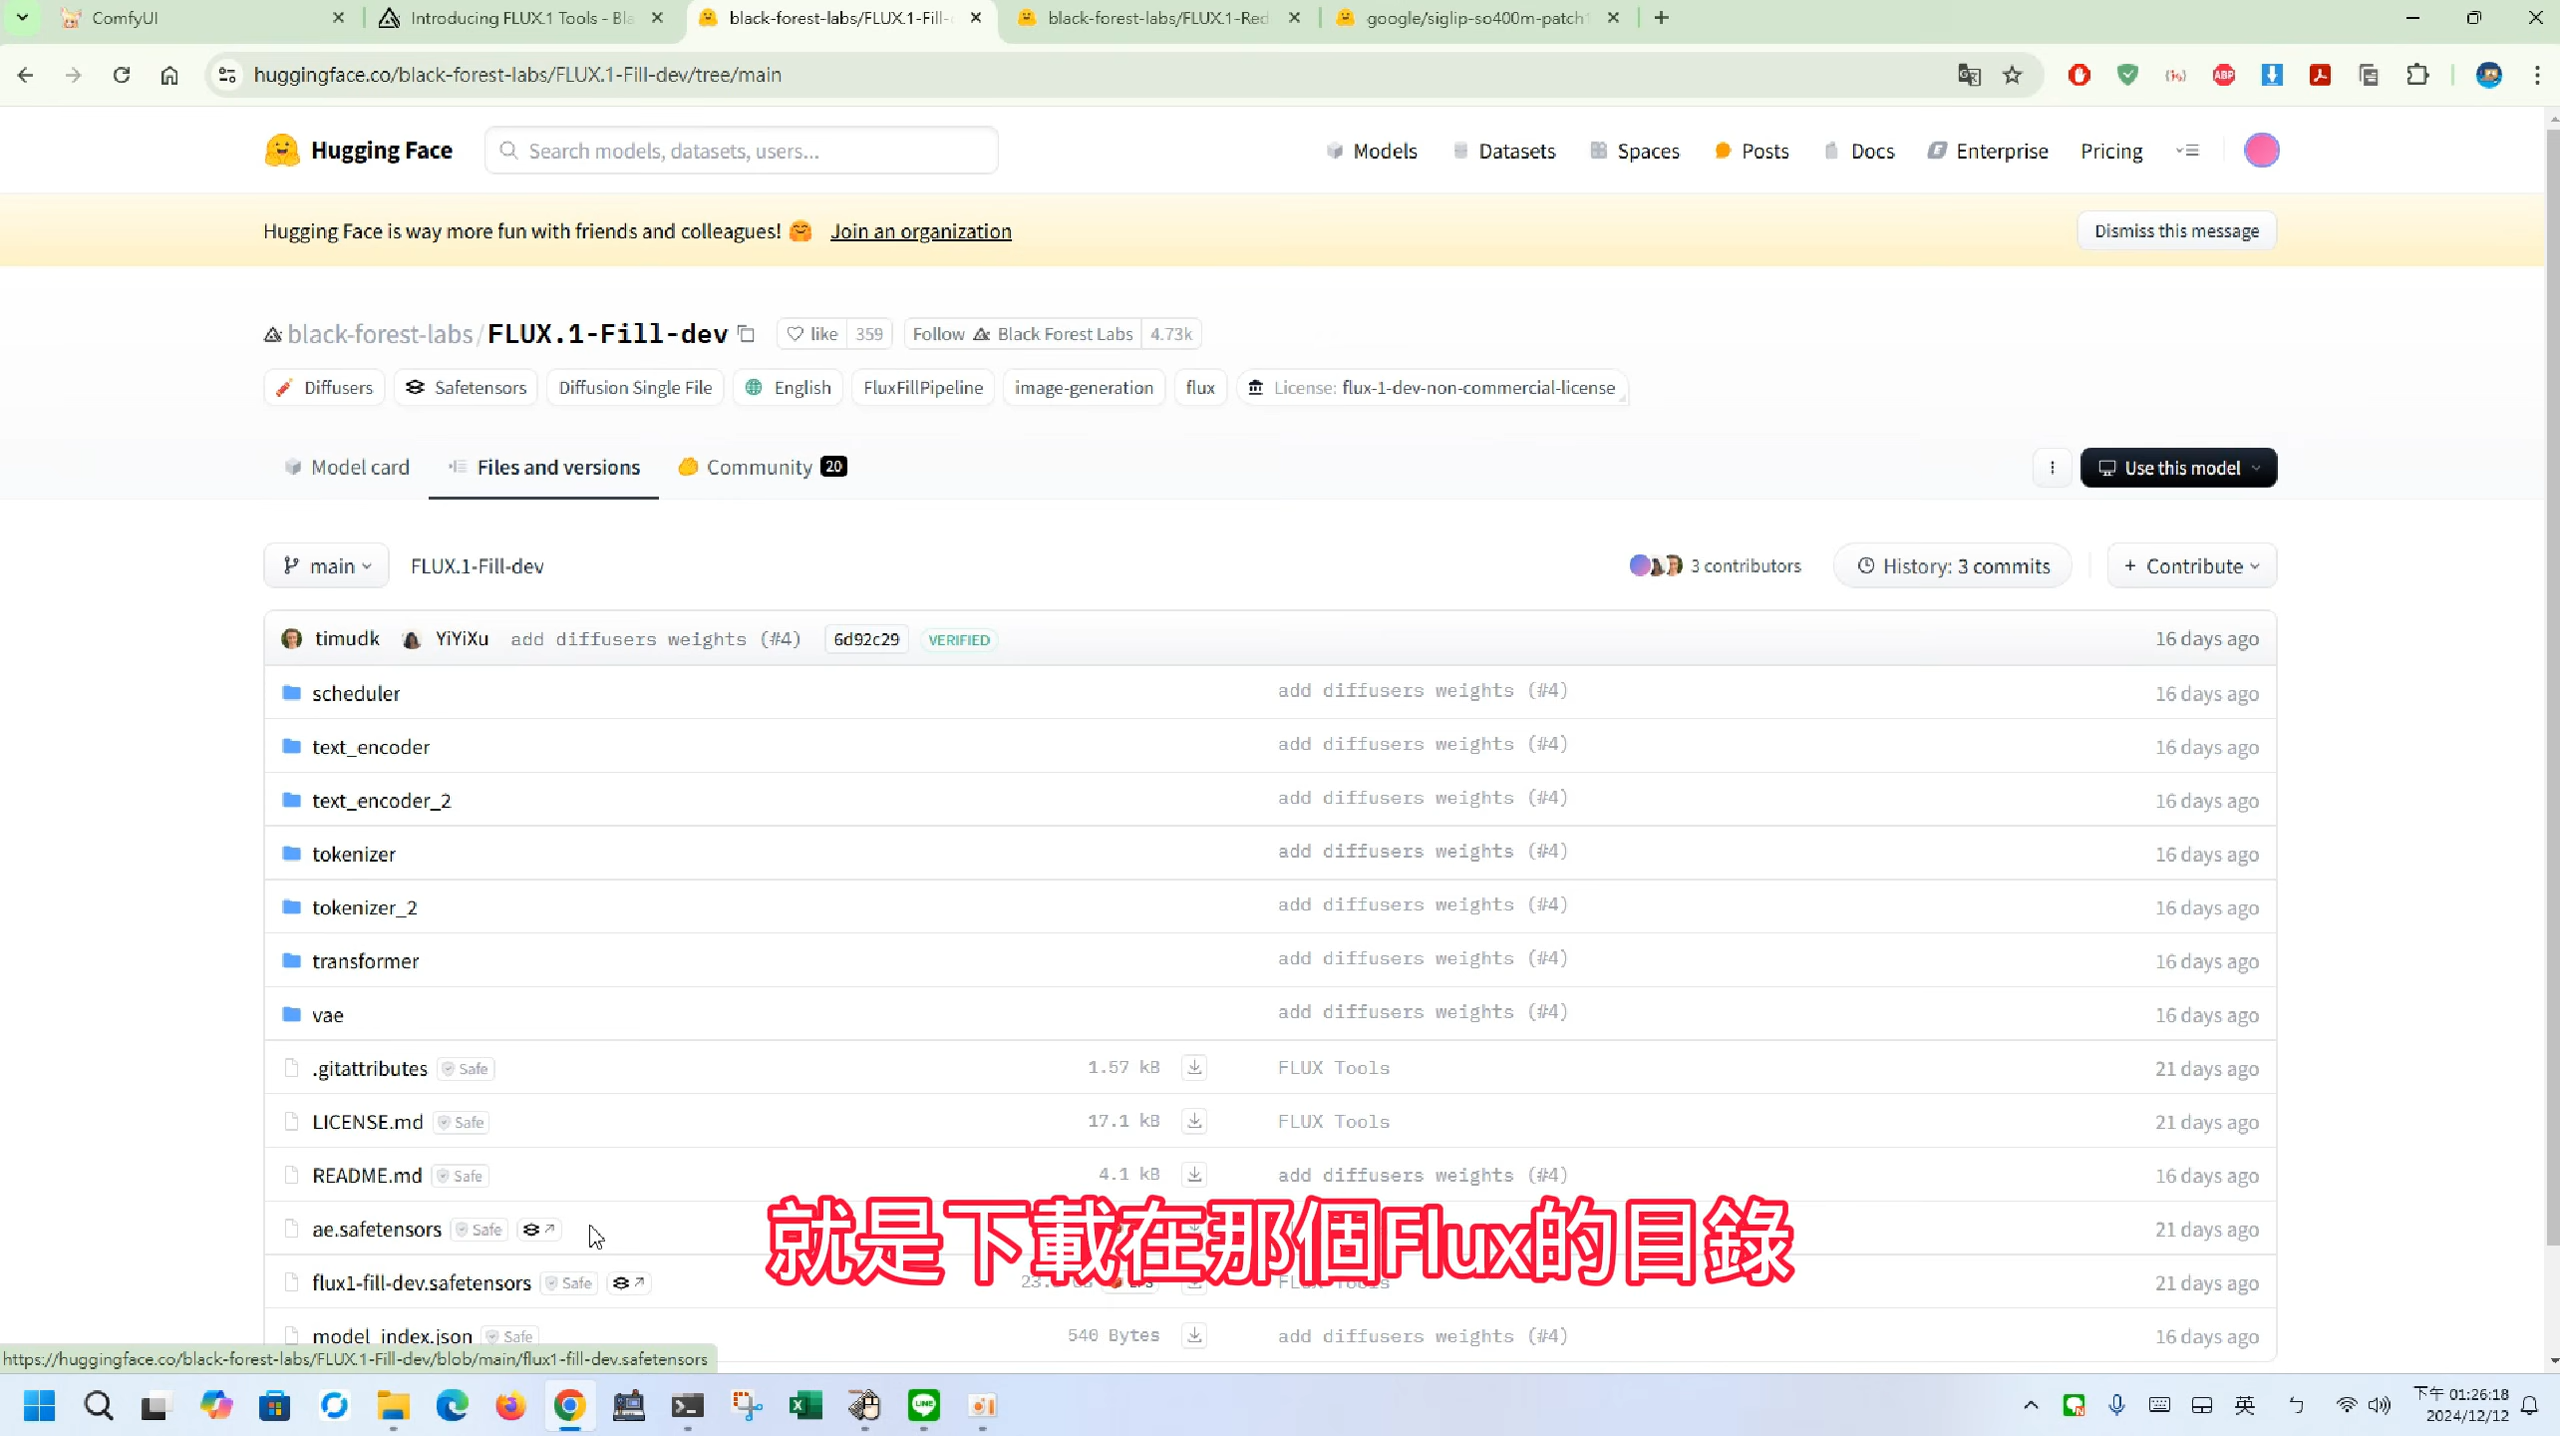 ComfyUI
Introducing FLUX.1 Tools - Bla
black-forest-labs/FLUX.1-Fill-
black-forest-labs/FLUX.1-Red
google/siglip-so400m-patch1
huggingface.co/black-forest-labs/FLUX.1-Fill-dev/tree/main
Hugging Face
Search models, datasets, users...
Models
Datasets
Spaces
Posts
Docs
Enterprise
Pricing
Hugging Face is way more fun with friends and colleagues! 🤗 Join an organization
Dismiss this message
black-forest-labs/FLUX.1-Fill-dev
like 359
Follow Black Forest Labs 4.73k
Diffusers
Safetensors
Diffusion Single File
English
FluxFillPipeline
image-generation
flux
License: flux-1-dev-non-commercial-license
Model card
Files and versions
Community 20
Use this model
main
FLUX.1-Fill-dev
3 contributors
History: 3 commits
+ Contribute
timudk YiYiXu add diffusers weights (#4) 6d92c29 VERIFIED 16 days ago
scheduler add diffusers weights (#4) 16 days ago
text_encoder add diffusers weights (#4) 16 days ago
text_encoder_2 add diffusers weights (#4) 16 days ago
tokenizer add diffusers weights (#4) 16 days ago
tokenizer_2 add diffusers weights (#4) 16 days ago
transformer add diffusers weights (#4) 16 days ago
vae add diffusers weights (#4) 16 days ago
.gitattributes Safe 1.57 kB FLUX Tools 21 days ago
LICENSE.md Safe 17.1 kB FLUX Tools 21 days ago
README.md Safe 4.1 kB add diffusers weights (#4) 16 days ago
ae.safetensors Safe 21 days ago
就是下載在那個Flux的目錄
flux1-fill-dev.safetensors Safe FLUX Tools 21 days ago
model_index.json Safe 540 Bytes add diffusers weights (#4) 16 days ago
https://huggingface.co/black-forest-labs/FLUX.1-Fill-dev/blob/main/flux1-fill-dev.safetensors
英
下午 01:26:18
2024/12/12